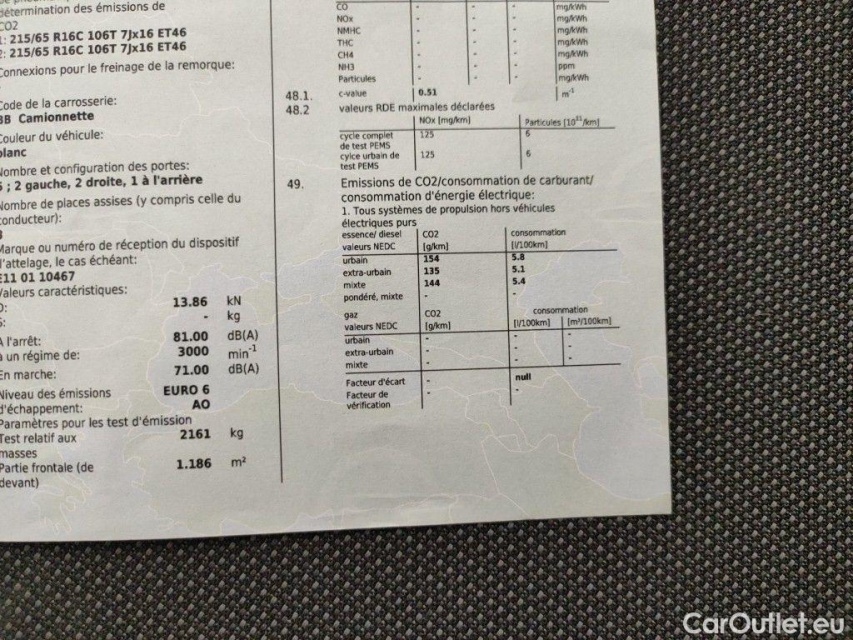 détermination des émissions de
CO2
: 215/65 R16C 106T 7Jx16 ET46
: 215/65 R16C 106T 7Jx16 ET46
Connexions pour le freinage de la remorque:
Code de la carrosserie:
BB Camionnette
Couleur du véhicule:
blanc
Nombre et configuration des portes:
5 ; 2 gauche, 2 droite, 1 à l'arrière
Nombre de places assises (y compris celle du
conducteur):
Marque ou numéro de réception du dispositif
d'attelage, le cas échéant:
E11 01 10467
Valeurs caractéristiques:
D: 13.86 kN
S: - kg
A l'arrêt: 81.00 dB(A)
à un régime de: 3000 min-1
En marche: 71.00 dB(A)
Niveau des émissions EURO 6
d'échappement: AO
Paramètres pour les test d'émission
Test relatif aux 2161 kg
masses
Partie frontale (de 1.186 m²
devant)
CO - - - mg/kWh
NOx - - - mg/kWh
NMHC - - - mg/kWh
THC - - - mg/kWh
CH4 - - - mg/kWh
NH3 - - - ppm
Particules - - - mg/kWh
48.1. c-value 0.51 m-1
48.2 valeurs RDE maximales déclarées
NOx [mg/km] Particules [10¹¹/km]
cycle complet 125 6
de test PEMS
cylce urbain de 125 6
test PEMS
49. Emissions de CO2/consommation de carburant/
consommation d'énergie électrique:
1. Tous systèmes de propulsion hors véhicules
électriques purs
essence/ diesel CO2 consommation
valeurs NEDC [g/km] [l/100km]
urbain 154 5.8
extra-urbain 135 5.1
mixte 144 5.4
pondéré, mixte - -
gaz CO2 consommation
valeurs NEDC [g/km] [l/100km] [m³/100km]
urbain - - -
extra-urbain - - -
mixte - - -
Facteur d'écart - null
Facteur de - -
vérification
CarOutlet.eu